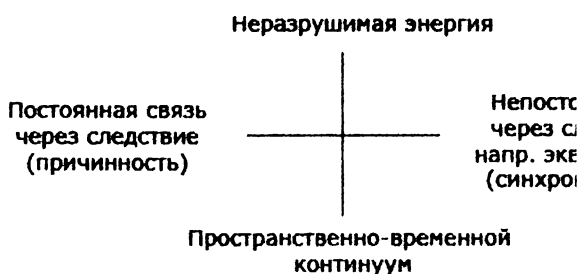 Неразрушимая энергия
Постоянная связь
через следствие
(причинность)
через
напр.
Пространственно-временной
континуум